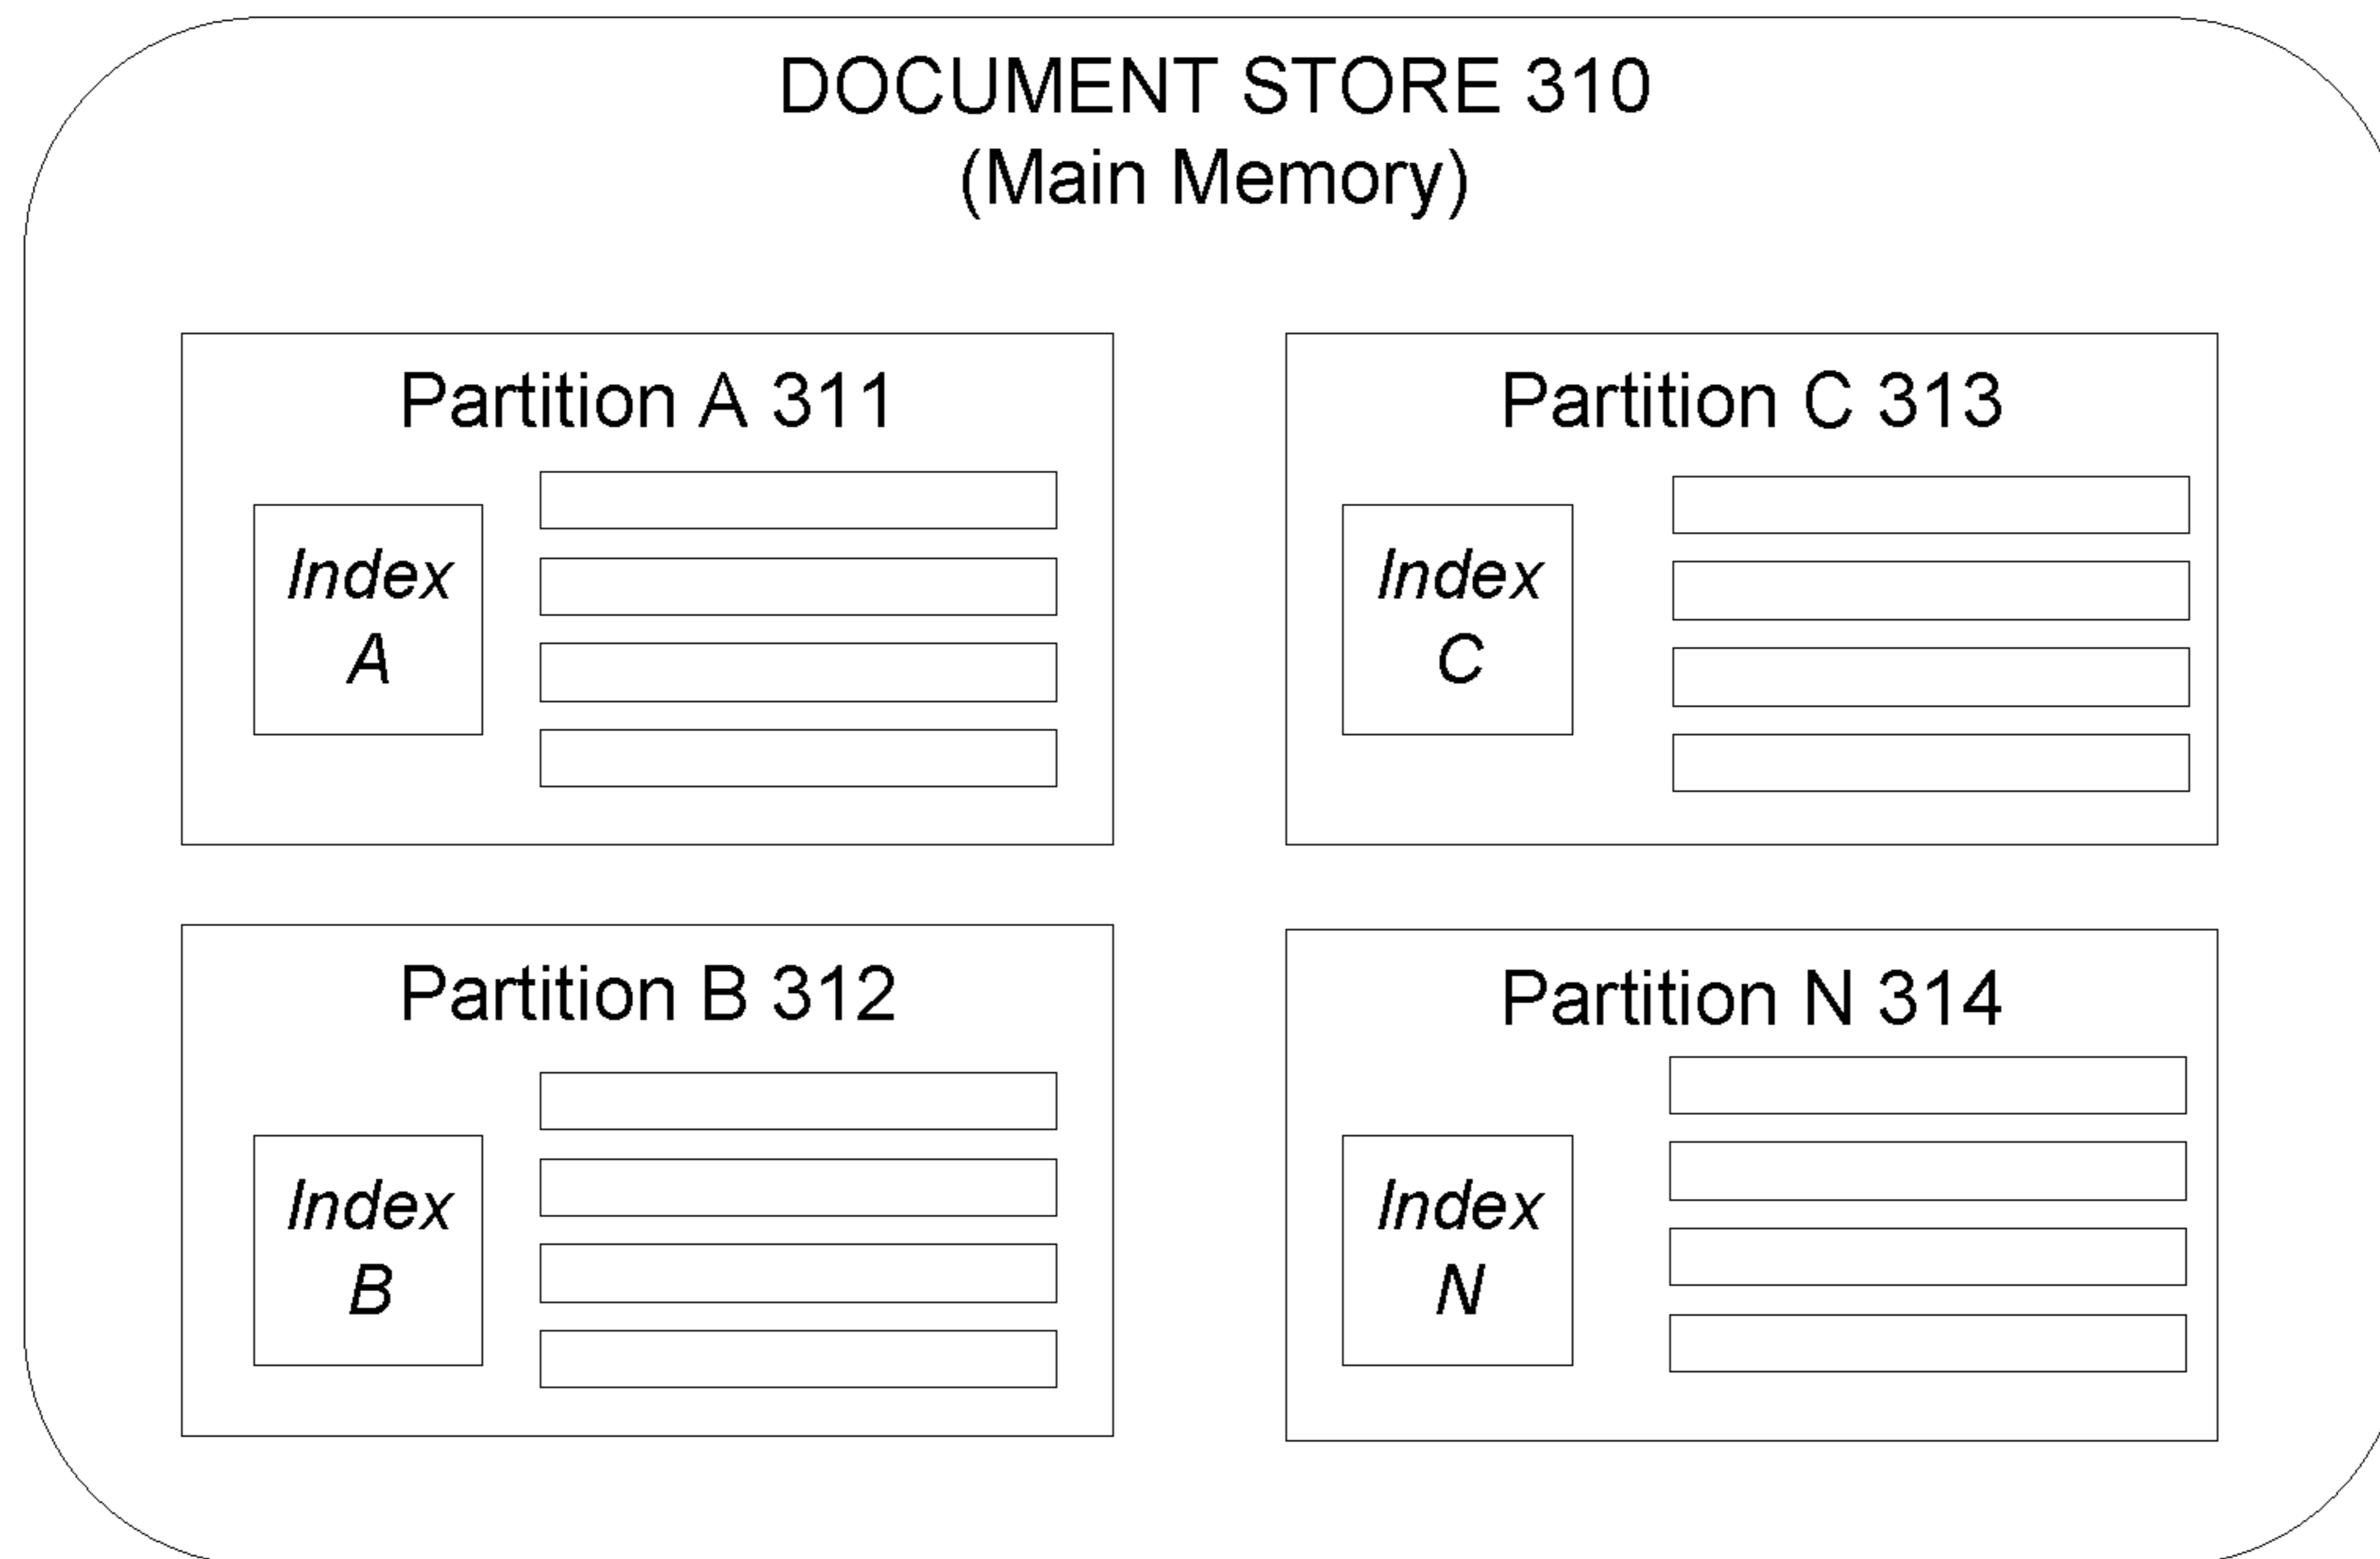 DOCUMENT STORE 310
(Main Memory)
Partition A 311
Index
A
Partition C 313
Index
C
Partition B 312
Index
B
Partition N 314
Index
N